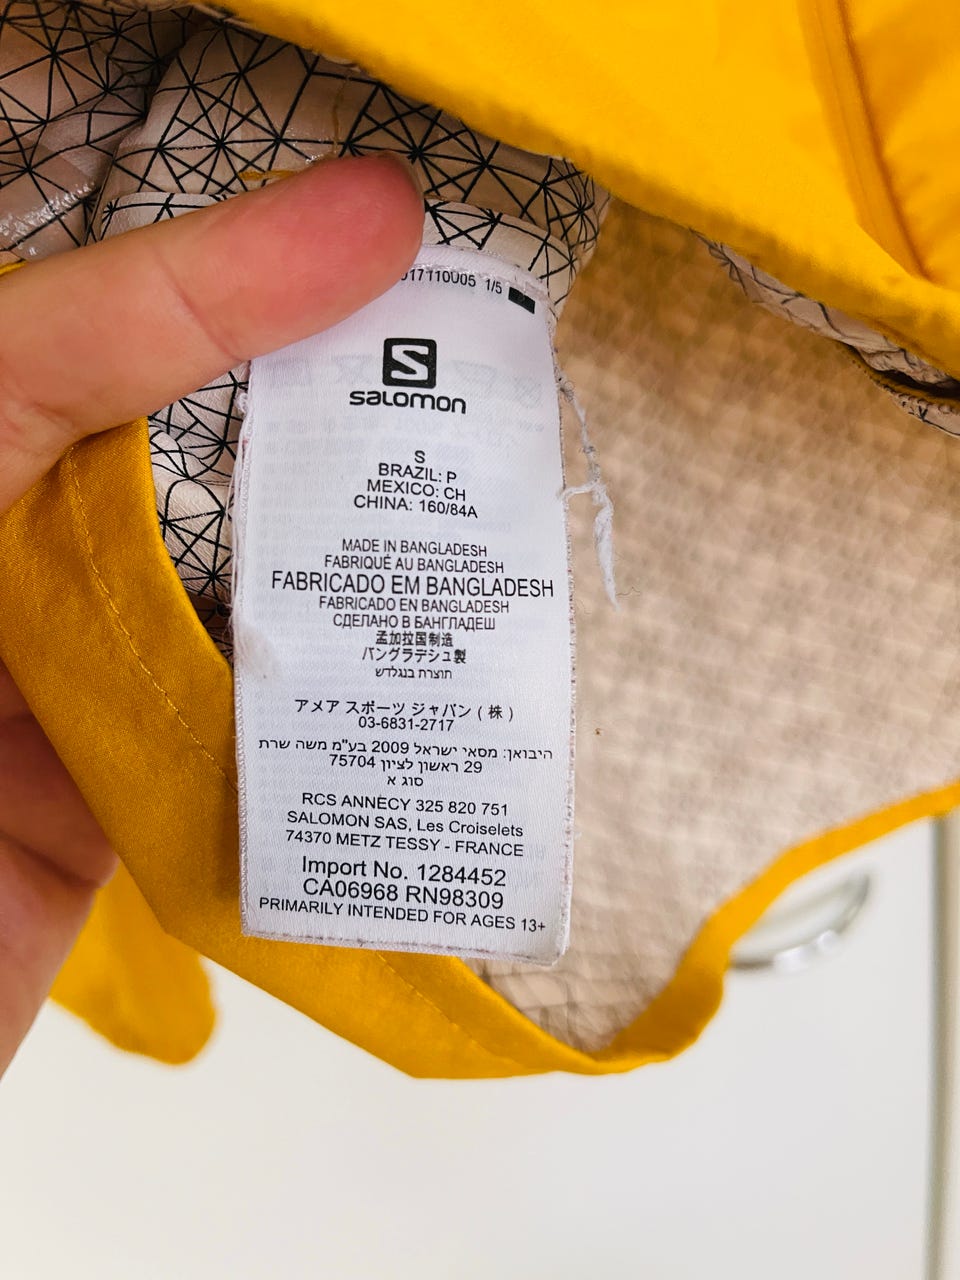 017110005 1/5
S
salomon
S
BRAZIL: P
MEXICO: CH
CHINA: 160/84A
MADE IN BANGLADESH
FABRIQUÉ AU BANGLADESH
FABRICADO EM BANGLADESH
FABRICADO EN BANGLADESH
СДЕЛАНО В БАНГЛАДЕШ
孟加拉国制造
バングラデシュ製
תוצרת בנגלדש
アメア スポーツ ジャパン ( 株 )
03-6831-2717
היבואן: מסאי ישראל 2009 בע"מ משה שרת
29 ראשון לציון 75704
סוג א
RCS ANNECY 325 820 751
SALOMON SAS, Les Croiselets
74370 METZ TESSY - FRANCE
Import No. 1284452
CA06968 RN98309
PRIMARILY INTENDED FOR AGES 13+